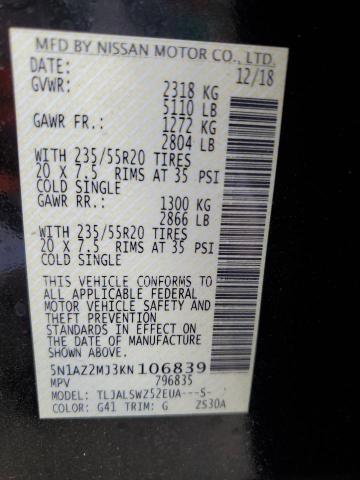 MFD BY NISSAN MOTOR CO., LTD.
DATE: 12/18
GVWR: 2318 KG
5110 LB
GAWR FR.: 1272 KG
2804 LB
WITH 235/55R20 TIRES
20 X 7.5 RIMS AT 35 PSI
COLD SINGLE
GAWR RR.: 1300 KG
2866 LB
WITH 235/55R20 TIRES
20 X 7.5 RIMS AT 35 PSI
COLD SINGLE
THIS VEHICLE CONFORMS TO
ALL APPLICABLE FEDERAL
MOTOR VEHICLE SAFETY AND
AND THEFT PREVENTION
STANDARDS IN EFFECT ON
THE DATE OF MANUFACTURE
SHOWN ABOVE.
5N1AZ2MJ3KN106839
MPV 796835
MODEL: TLJALSWZ52EUA---S-
COLOR: G41 TRIM: G ZS30A